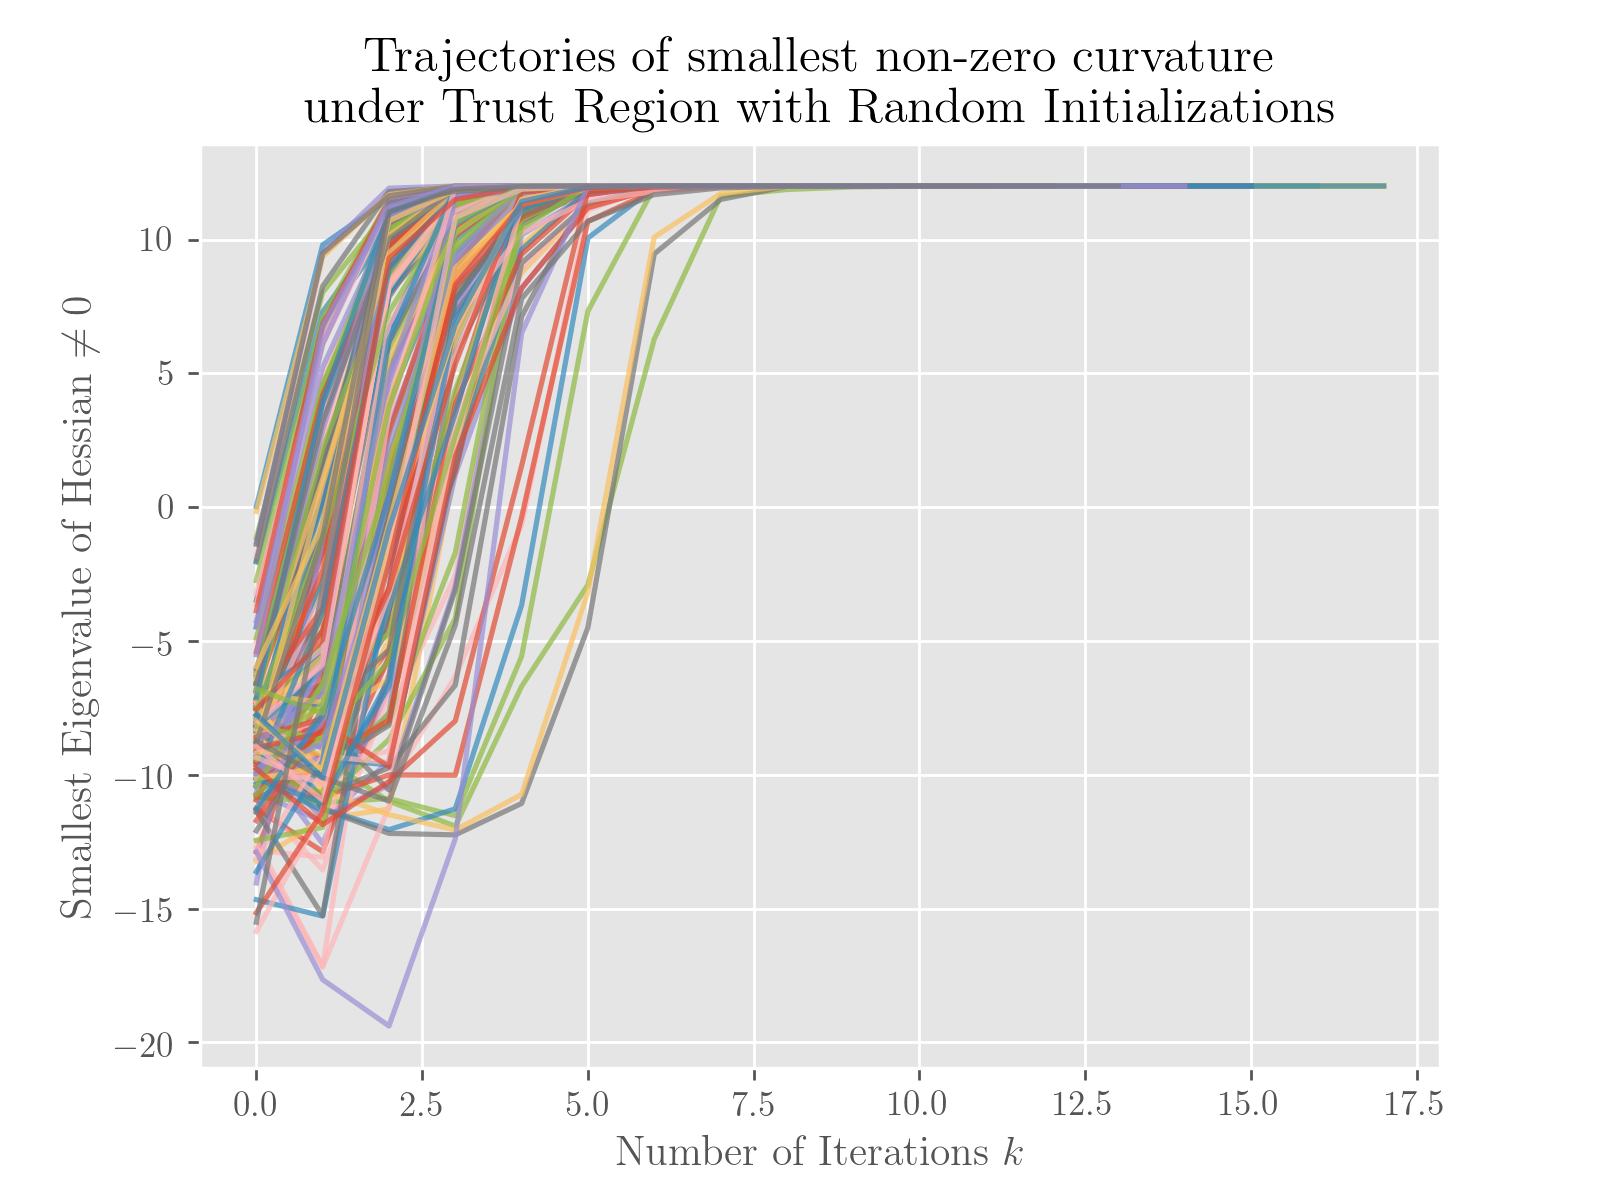 Trajectories of smallest non-zero curvature
under Trust Region with Random Initializations
Smallest Eigenvalue of Hessian ≠ 0
10
5
0
−5
−10
−15
−20
0.0 2.5 5.0 7.5 10.0 12.5 15.0 17.5
Number of Iterations k